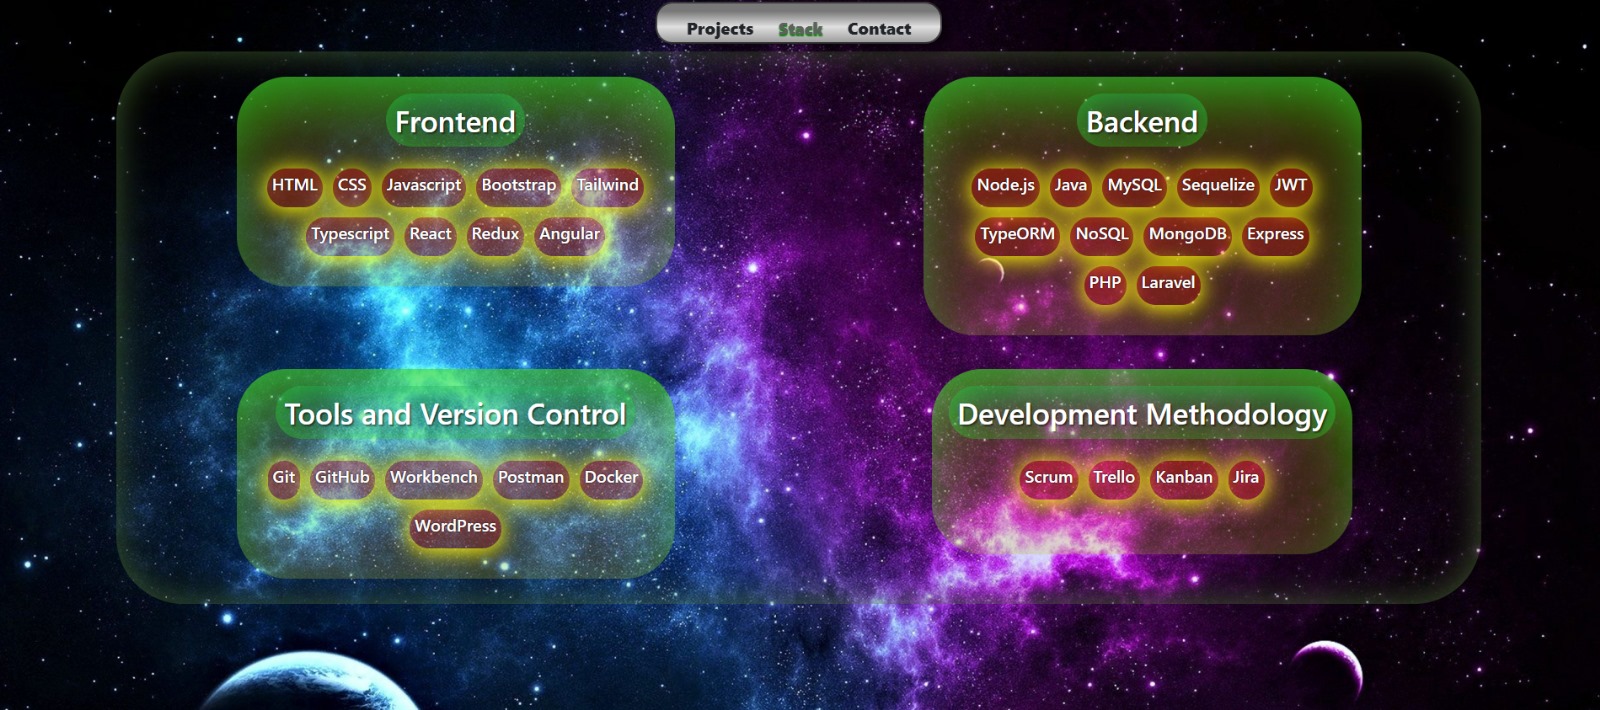 Projects Stack Contact
Frontend
HTML CSS Javascript Bootstrap Tailwind
Typescript React Redux Angular
Backend
Node.js Java MySQL Sequelize JWT
TypeORM NoSQL MongoDB Express
PHP Laravel
Tools and Version Control
Git GitHub Workbench Postman Docker
WordPress
Development Methodology
Scrum Trello Kanban Jira